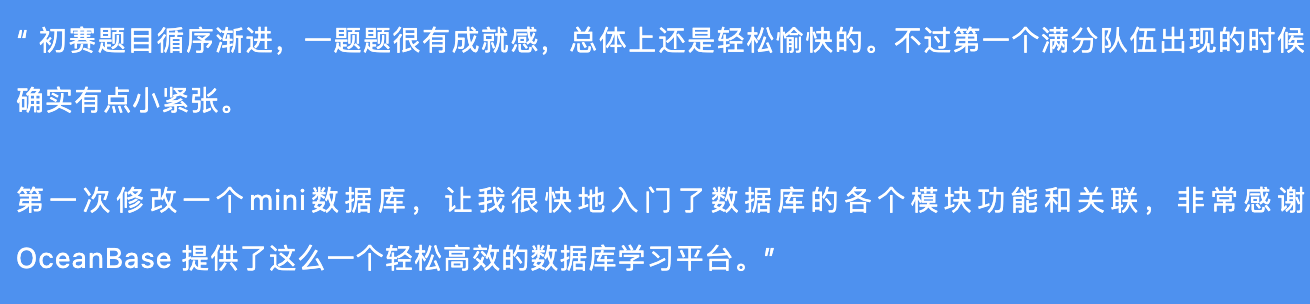 “ 初赛题目循序渐进，一题题很有成就感，总体上还是轻松愉快的。不过第一个满分队伍出现的时候
确实有点小紧张。
第一次修改一个mini数据库，让我很快地入门了数据库的各个模块功能和关联，非常感谢
OceanBase 提供了这么一个轻松高效的数据库学习平台。”